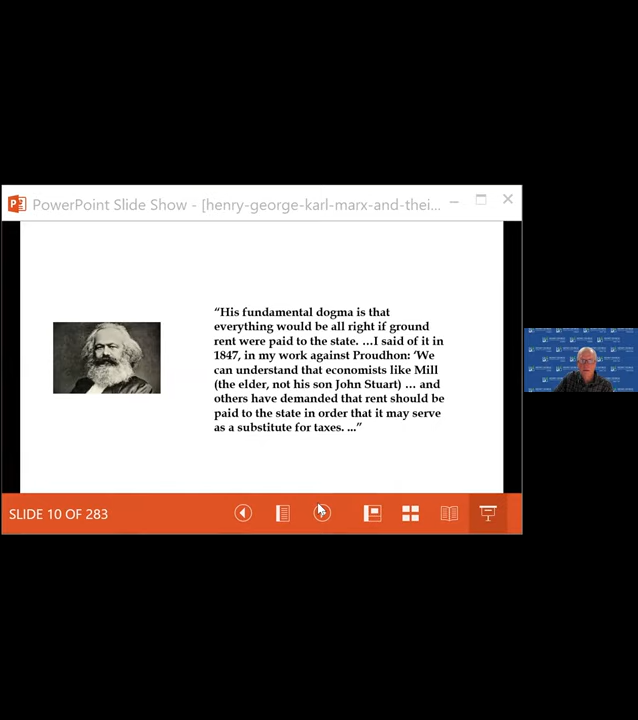 PowerPoint Slide Show - [henry-george-karl-marx-and-thei...
“His fundamental dogma is that
everything would be all right if ground
rent were paid to the state. …I said of it in
1847, in my work against Proudhon: ‘We
can understand that economists like Mill
(the elder, not his son John Stuart) … and
others have demanded that rent should be
paid to the state in order that it may serve
as a substitute for taxes. ...”
SLIDE 10 OF 283